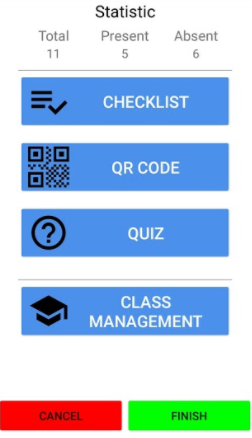 Statistic
Total Present Absent
11 5 6
CHECKLIST
QR CODE
QUIZ
CLASS
MANAGEMENT
CANCEL FINISH